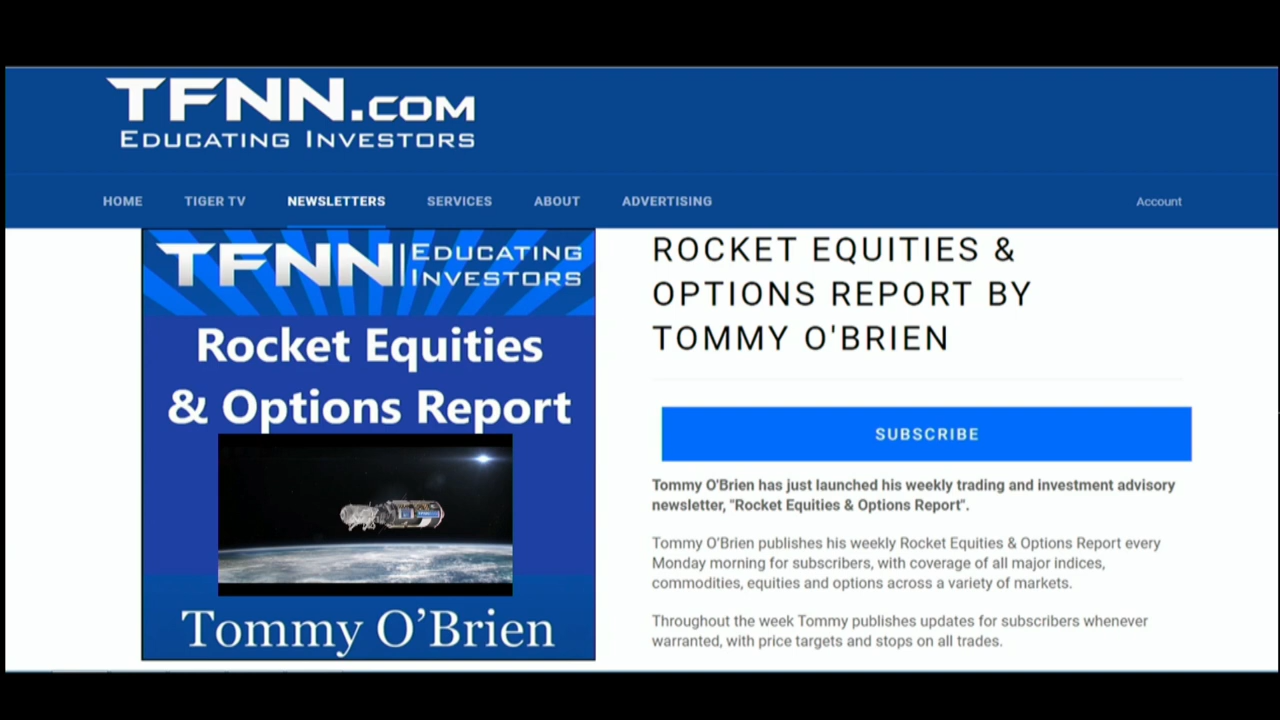 TFNN.COM
EDUCATING INVESTORS
HOME TIGER TV NEWSLETTERS SERVICES ABOUT ADVERTISING Account
TFNN EDUCATING
INVESTORS
Rocket Equities
& Options Report
Tommy O’Brien
ROCKET EQUITIES &
OPTIONS REPORT BY
TOMMY O'BRIEN
SUBSCRIBE
Tommy O'Brien has just launched his weekly trading and investment advisory
newsletter, "Rocket Equities & Options Report".
Tommy O'Brien publishes his weekly Rocket Equities & Options Report every
Monday morning for subscribers, with coverage of all major indices,
commodities, equities and options across a variety of markets.
Throughout the week Tommy publishes updates for subscribers whenever
warranted, with price targets and stops on all trades.